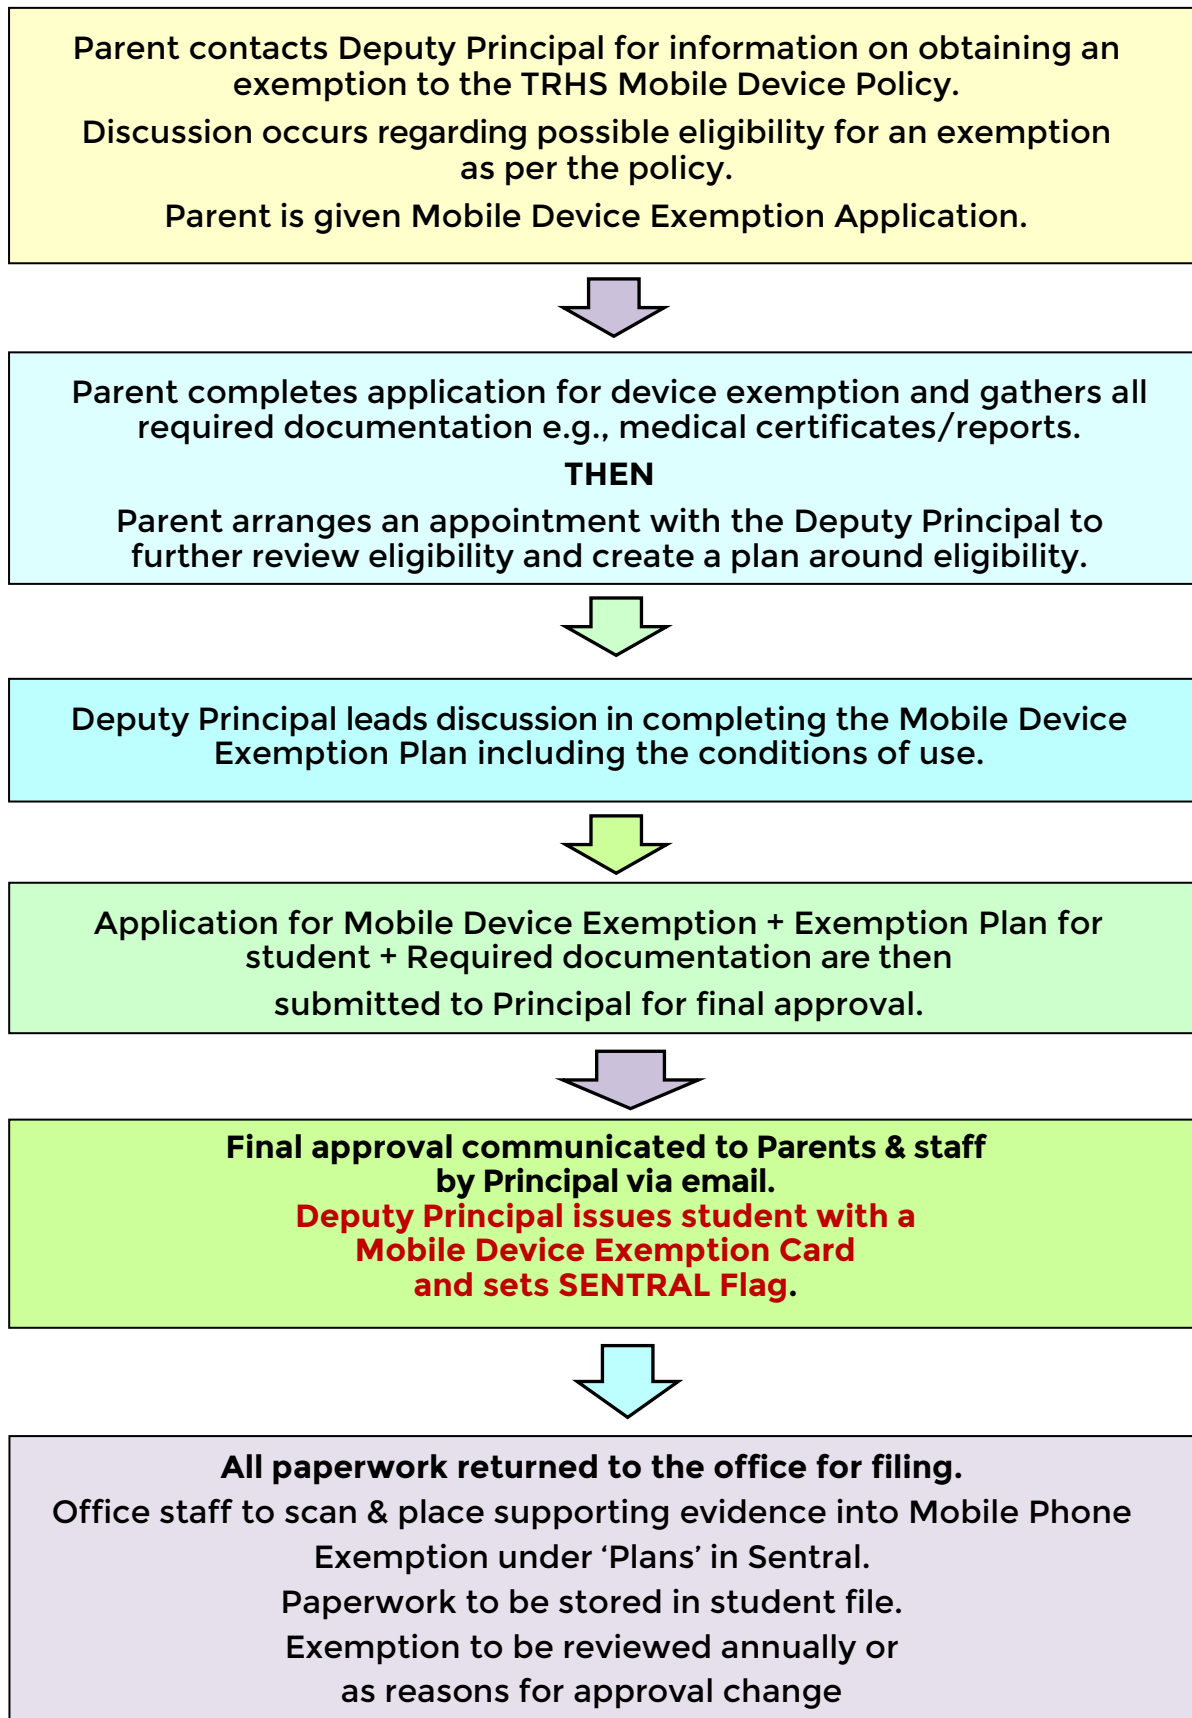 Parent contacts Deputy Principal for information on obtaining an
exemption to the TRHS Mobile Device Policy.
Discussion occurs regarding possible eligibility for an exemption
as per the policy.
Parent is given Mobile Device Exemption Application.
Parent completes application for device exemption and gathers all
required documentation e.g., medical certificates/reports.
THEN
Parent arranges an appointment with the Deputy Principal to
further review eligibility and create a plan around eligibility.
Deputy Principal leads discussion in completing the Mobile Device
Exemption Plan including the conditions of use.
Application for Mobile Device Exemption + Exemption Plan for
student + Required documentation are then
submitted to Principal for final approval.
Final approval communicated to Parents & staff
by Principal via email.
Deputy Principal issues student with a
Mobile Device Exemption Card
and sets SENTRAL Flag.
All paperwork returned to the office for filing.
Office staff to scan & place supporting evidence into Mobile Phone
Exemption under ‘Plans’ in Sentral.
Paperwork to be stored in student file.
Exemption to be reviewed annually or
as reasons for approval change